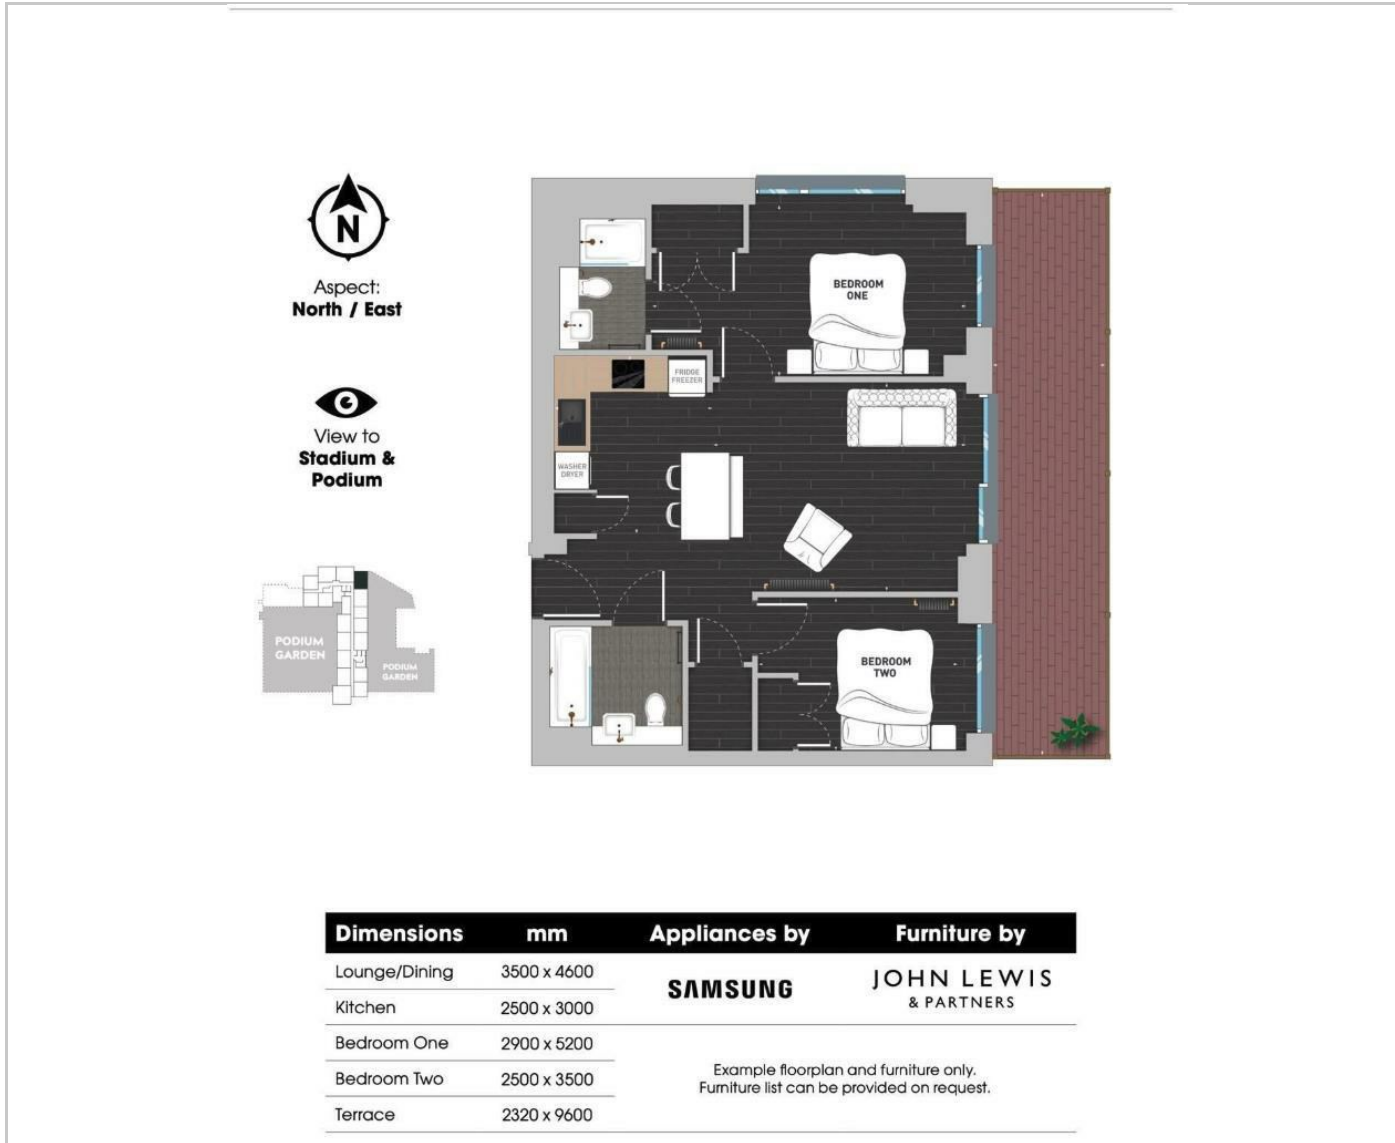 N
Aspect:
North / East
View to
Stadium &
Podium
PODIUM
GARDEN
PODIUM
GARDEN
BEDROOM
ONE
FRIDGE
FREEZER
WASHER
DRYER
BEDROOM
TWO
Dimensions mm Appliances by Furniture by
Lounge/Dining 3500 x 4600
Kitchen 2500 x 3000
Bedroom One 2900 x 5200
Bedroom Two 2500 x 3500
Terrace 2320 x 9600
SAMSUNG
JOHN LEWIS
& PARTNERS
Example floorplan and furniture only.
Furniture list can be provided on request.